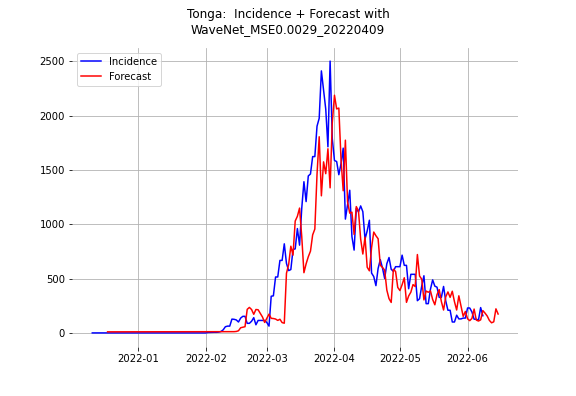 Tonga:  Incidence + Forecast with
WaveNet_MSE0.0029_20220409
Incidence
Forecast
2500
2000
1500
1000
500
0
2022-01 2022-02 2022-03 2022-04 2022-05 2022-06